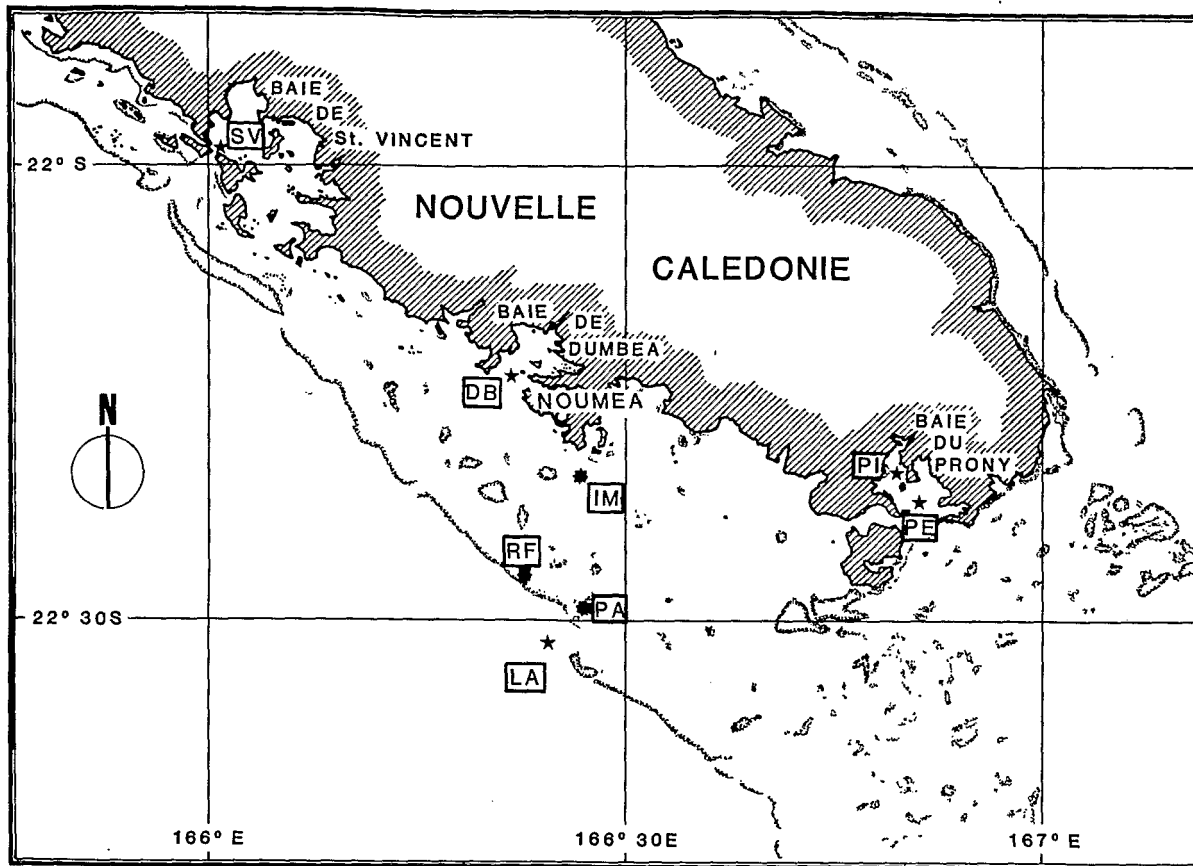 BAIE
DE
St. VINCENT
SV
22° S
NOUVELLE
CALEDONIE
BAIE
DE
DUMBEA
DB
NOUMEA
N
BAIE
DU
PRONY
PI
IM
PE
RF
PA
22° 30S
LA
166° E
166° 30E
167° E